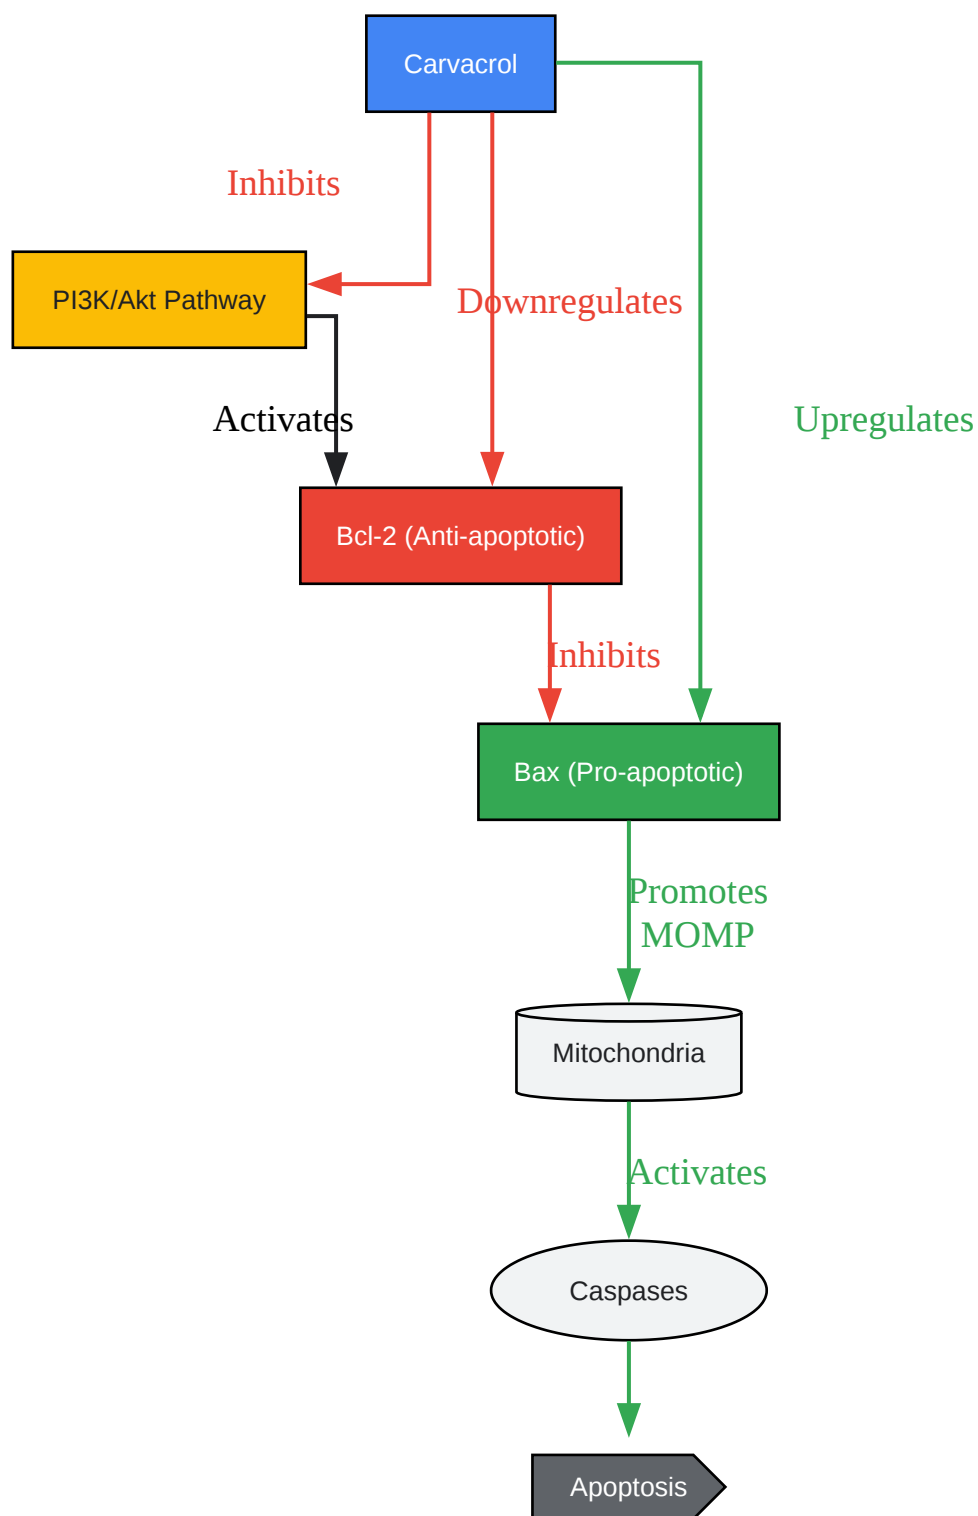 Carvacrol
Inhibits
PI3K/Akt Pathway
Downregulates
Activates
Upregulates
Bcl-2 (Anti-apoptotic)
Inhibits
Bax (Pro-apoptotic)
Promotes
MOMP
Mitochondria
Activates
Caspases
Apoptosis